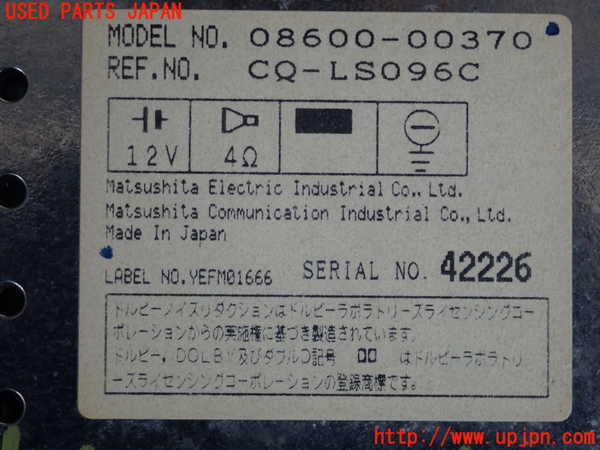 USED PARTS JAPAN
MODEL NO. 08600-00370
REF.NO. CQ-LS096C
12V 4Ω
Matsushita Electric Industrial Co., Ltd.
Matsushita Communication Industrial Co., Ltd.
Made In Japan
LABEL NO.YEFM01666 SERIAL NO. 42226
ドルビーノイズリダクションはドルビーラボラトリーズライセンシングコー
ポレーションからの実施権に基づき製造されています。
ドルビー,DOLBY及びダブルD記号 はドルビーラボラトリ
ーズライセンシングコーポレーションの登録商標です。
http://www.upjpn.com/